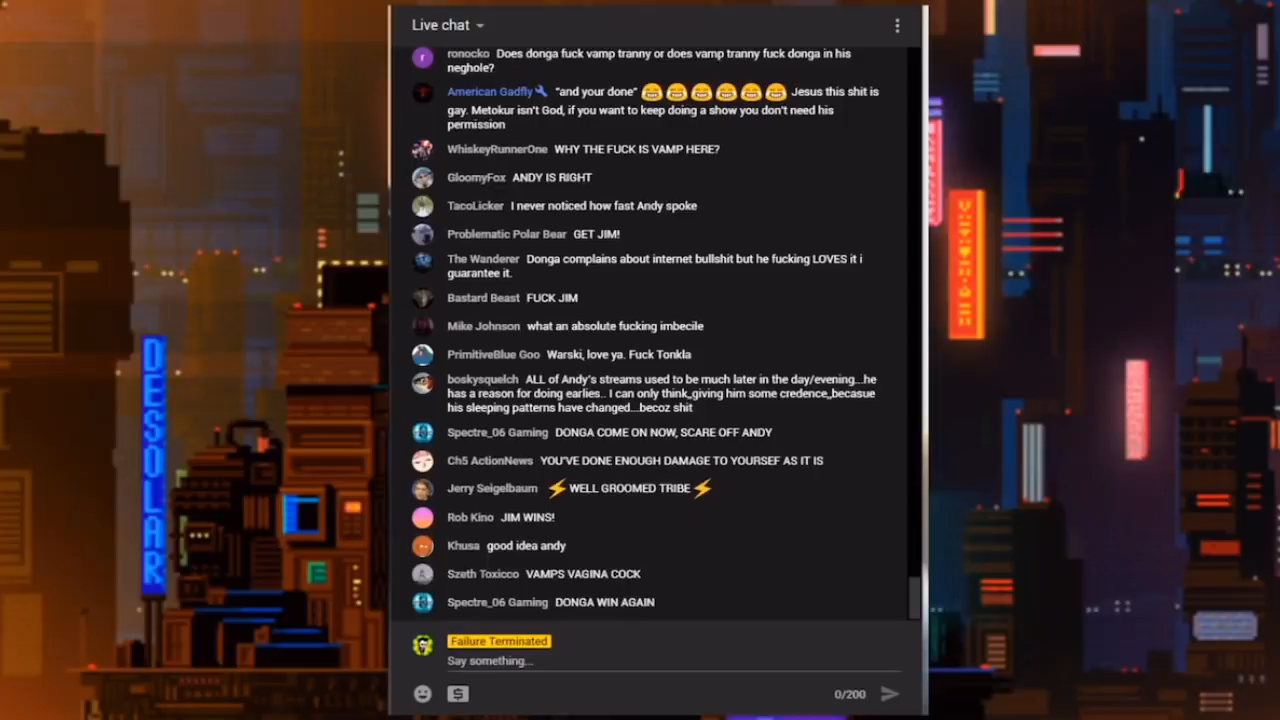 Live chat
ronocko Does donga fuck vamp tranny or does vamp tranny fuck donga in his
neghole?
American Gadfly "and your done" Jesus this shit is
gay. Metokur isn't God, if you want to keep doing a show you don't need his
permission
WhiskeyRunnerOne WHY THE FUCK IS VAMP HERE?
GloomyFox ANDY IS RIGHT
TacoLicker I never noticed how fast Andy spoke
Problematic Polar Bear GET JIM!
The Wanderer Donga complains about internet bullshit but he fucking LOVES it i
guarantee it.
Bastard Beast FUCK JIM
Mike Johnson what an absolute fucking imbecile
PrimitiveBlue Goo Warski, love ya. Fuck Tonkla
boskysquelch ALL of Andy's streams used to be much later in the day/evening...he
has a reason for doing earlies.. I can only think_giving him some credence_becasue
his sleeping patterns have changed...becoz shit
Spectre_06 Gaming DONGA COME ON NOW, SCARE OFF ANDY
Ch5 ActionNews YOU'VE DONE ENOUGH DAMAGE TO YOURSEF AS IT IS
Jerry Seigelbaum ⚡WELL GROOMED TRIBE⚡
Rob Kino JIM WINS!
Khusa good idea andy
Szeth Toxicco VAMPS VAGINA COCK
Spectre_06 Gaming DONGA WIN AGAIN
Failure Terminated
Say something...
0/200
DESOLAR